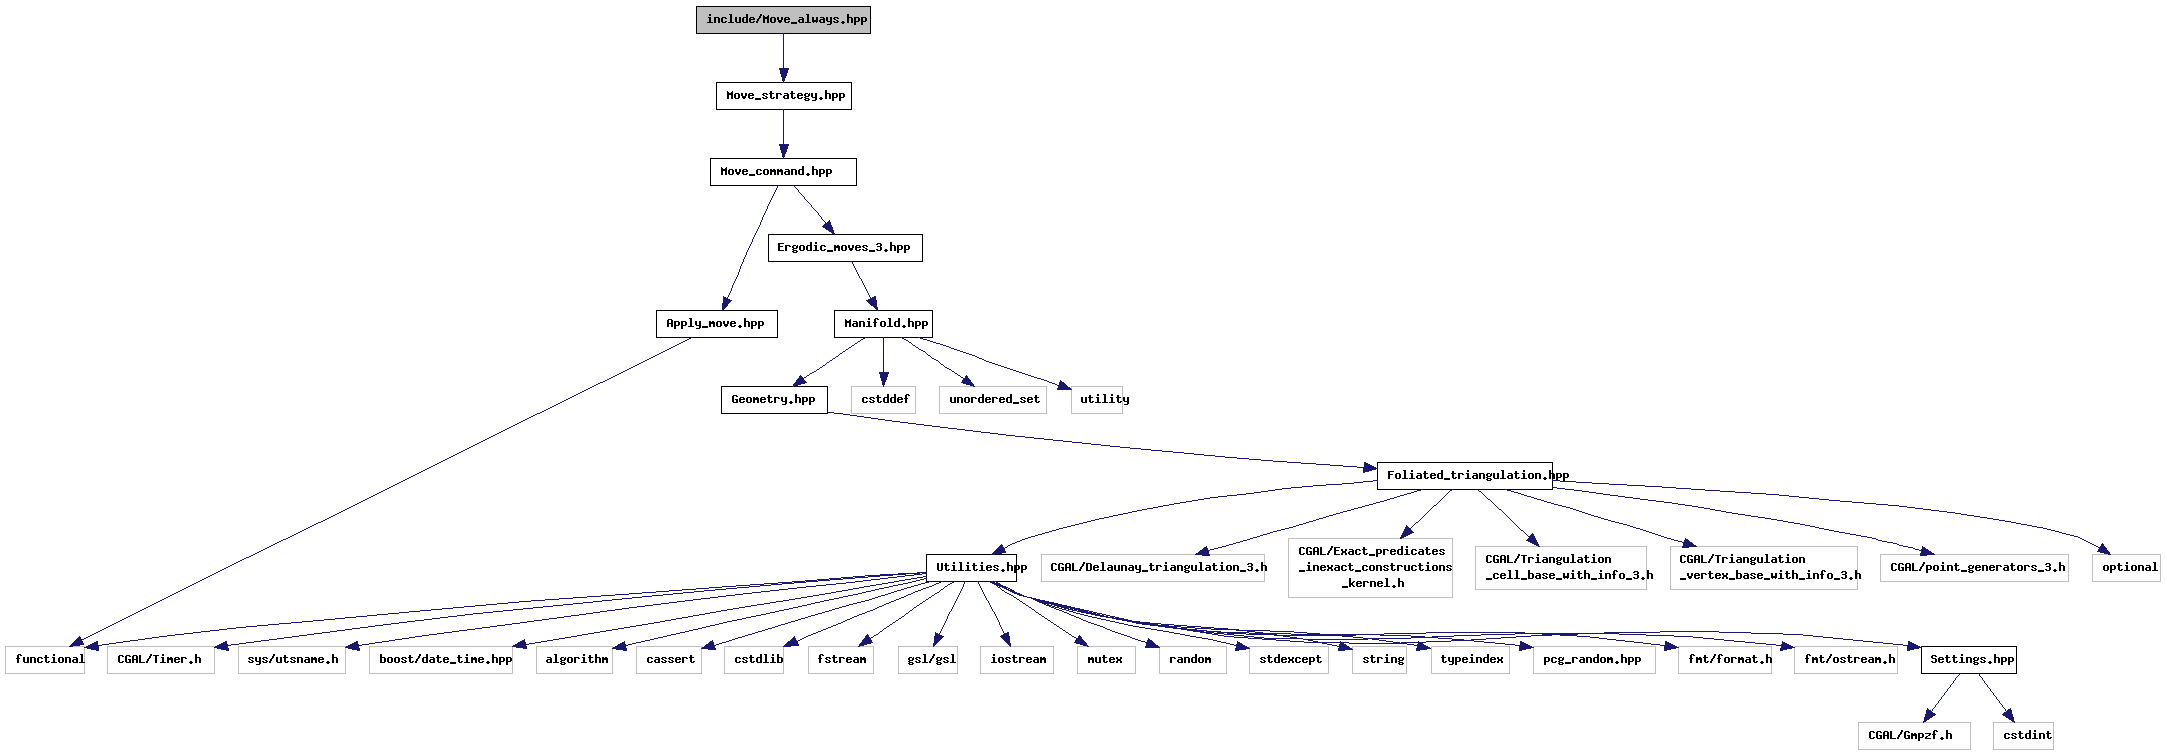 include/Move_always.hpp
Move_strategy.hpp
Move_command.hpp
Ergodic_moves_3.hpp
Apply_move.hpp
Manifold.hpp
Geometry.hpp
cstddef
unordered_set
utility
Foliated_triangulation.hpp
Utilities.hpp
CGAL/Delaunay_triangulation_3.h
CGAL/Exact_predicates
_inexact_constructions
_kernel.h
CGAL/Triangulation
_cell_base_with_info_3.h
CGAL/Triangulation
_vertex_base_with_info_3.h
CGAL/point_generators_3.h
optional
functional
CGAL/Timer.h
sys/utsname.h
boost/date_time.hpp
algorithm
cassert
cstdlib
fstream
gsl/gsl
iostream
mutex
random
stdexcept
string
typeindex
pcg_random.hpp
fmt/format.h
fmt/ostream.h
Settings.hpp
CGAL/Gmpzf.h
cstdint